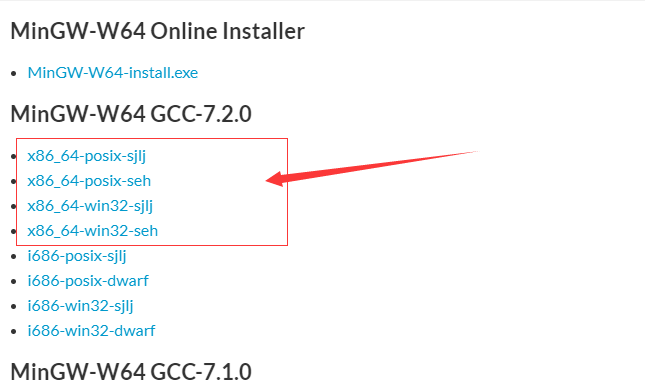 MinGW-W64 Online Installer
MinGW-W64-install.exe
MinGW-W64 GCC-7.2.0
x86_64-posix-sjlj
x86_64-posix-seh
x86_64-win32-sjlj
x86_64-win32-seh
i686-posix-sjlj
i686-posix-dwarf
i686-win32-sjlj
i686-win32-dwarf
MinGW-W64 GCC-7.1.0